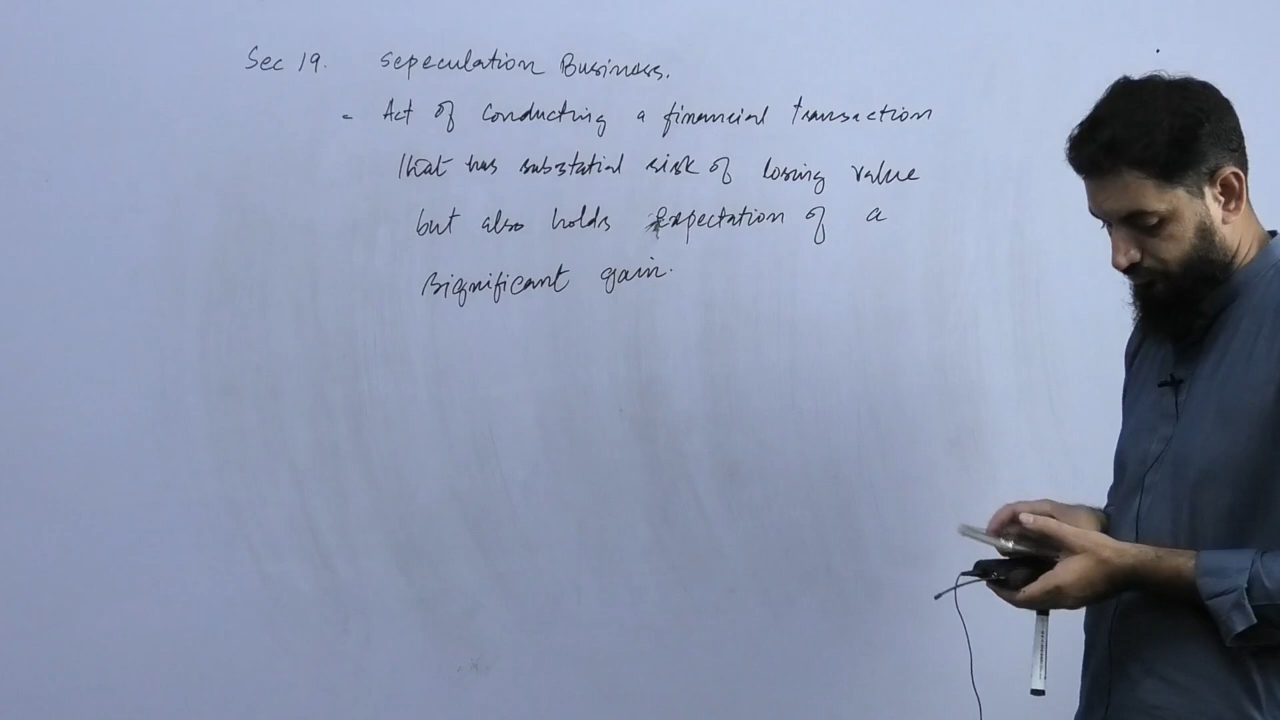 Sec 19. Sepeculation Business.
- Act of Conducting a financial transaction
that has substatial risk of losing value
but also holds Expectation of a
significant gain.